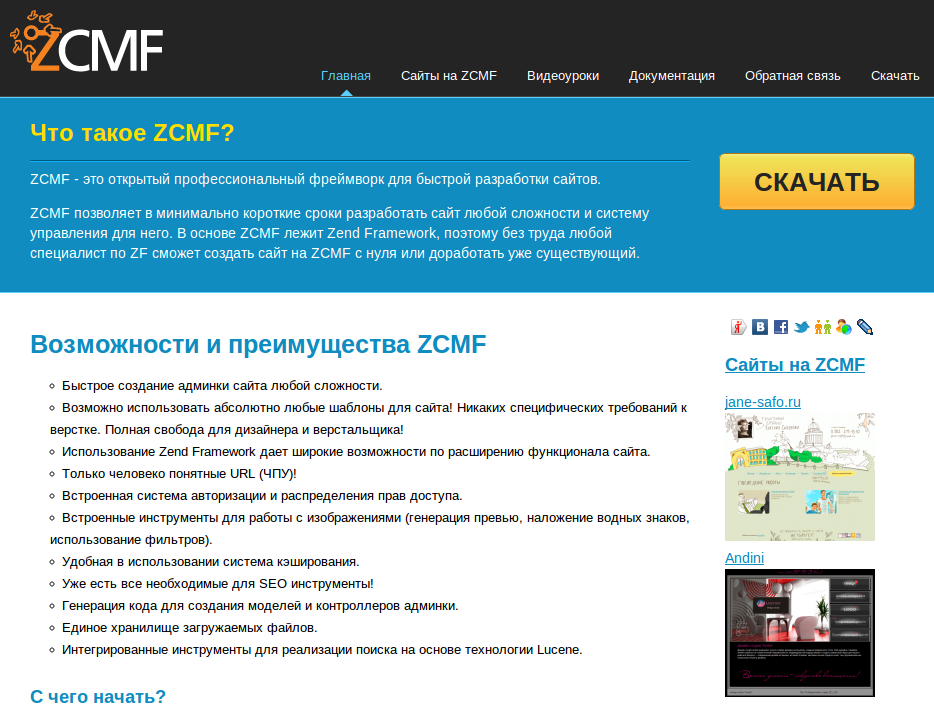 ZCMF
Главная Сайты на ZCMF Видеоуроки Документация Обратная связь Скачать
Что такое ZCMF?
ZCMF - это открытый профессиональный фреймворк для быстрой разработки сайтов.
ZCMF позволяет в минимально короткие сроки разработать сайт любой сложности и систему
управления для него. В основе ZCMF лежит Zend Framework, поэтому без труда любой
специалист по ZF сможет создать сайт на ZCMF с нуля или доработать уже существующий.
СКАЧАТЬ
Возможности и преимущества ZCMF
Быстрое создание админки сайта любой сложности.
Возможно использовать абсолютно любые шаблоны для сайта! Никаких специфических требований к
верстке. Полная свобода для дизайнера и верстальщика!
Использование Zend Framework дает широкие возможности по расширению функционала сайта.
Только человеко понятные URL (ЧПУ)!
Встроенная система авторизации и распределения прав доступа.
Встроенные инструменты для работы с изображениями (генерация превью, наложение водных знаков,
использование фильтров).
Удобная в использовании система кэширования.
Уже есть все необходимые для SEO инструменты!
Генерация кода для создания моделей и контроллеров админки.
Единое хранилище загружаемых файлов.
Интегрированные инструменты для реализации поиска на основе технологии Lucene.
С чего начать?
Сайты на ZCMF
jane-safo.ru
Andini